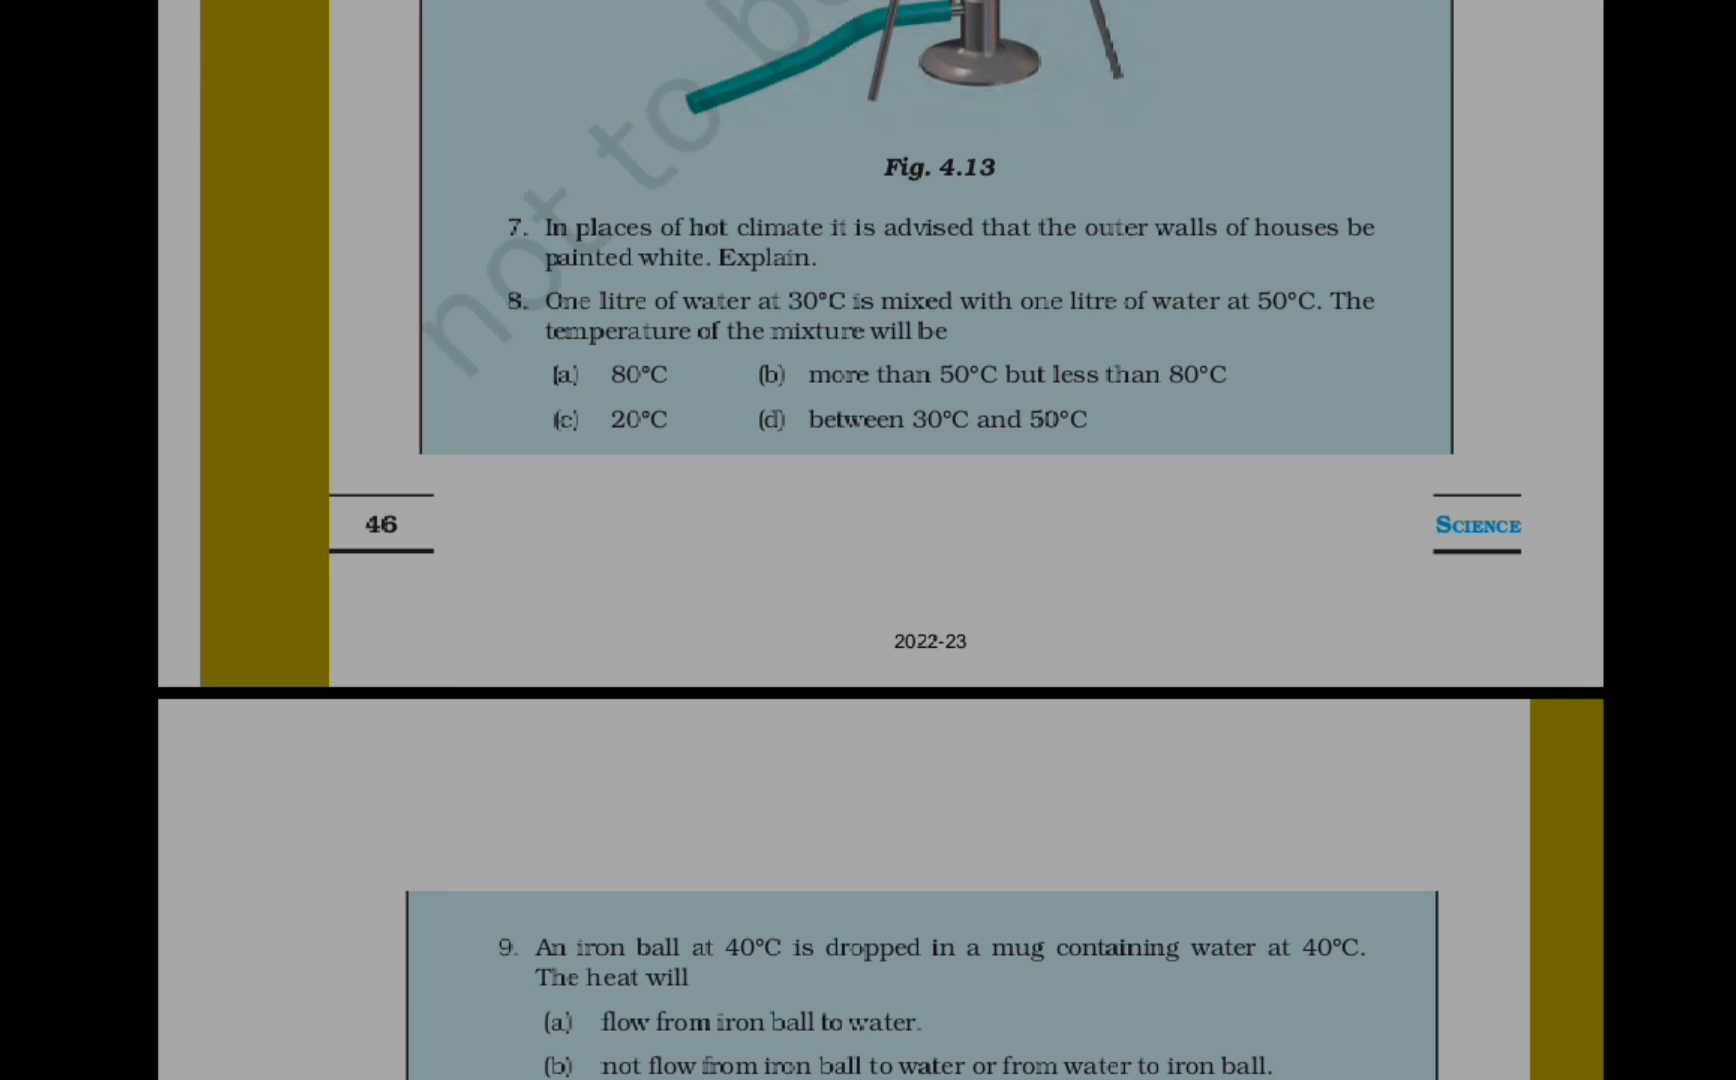 not to b
Fig. 4.13
7. In places of hot climate it is advised that the outer walls of houses be
painted white. Explain.
8. One litre of water at 30°C is mixed with one litre of water at 50°C. The
temperature of the mixture will be
(a) 80°C (b) more than 50°C but less than 80°C
(c) 20°C (d) between 30°C and 50°C
46
SCIENCE
2022-23
9. An iron ball at 40°C is dropped in a mug containing water at 40°C.
The heat will
(a) flow from iron ball to water.
(b) not flow from iron ball to water or from water to iron ball.